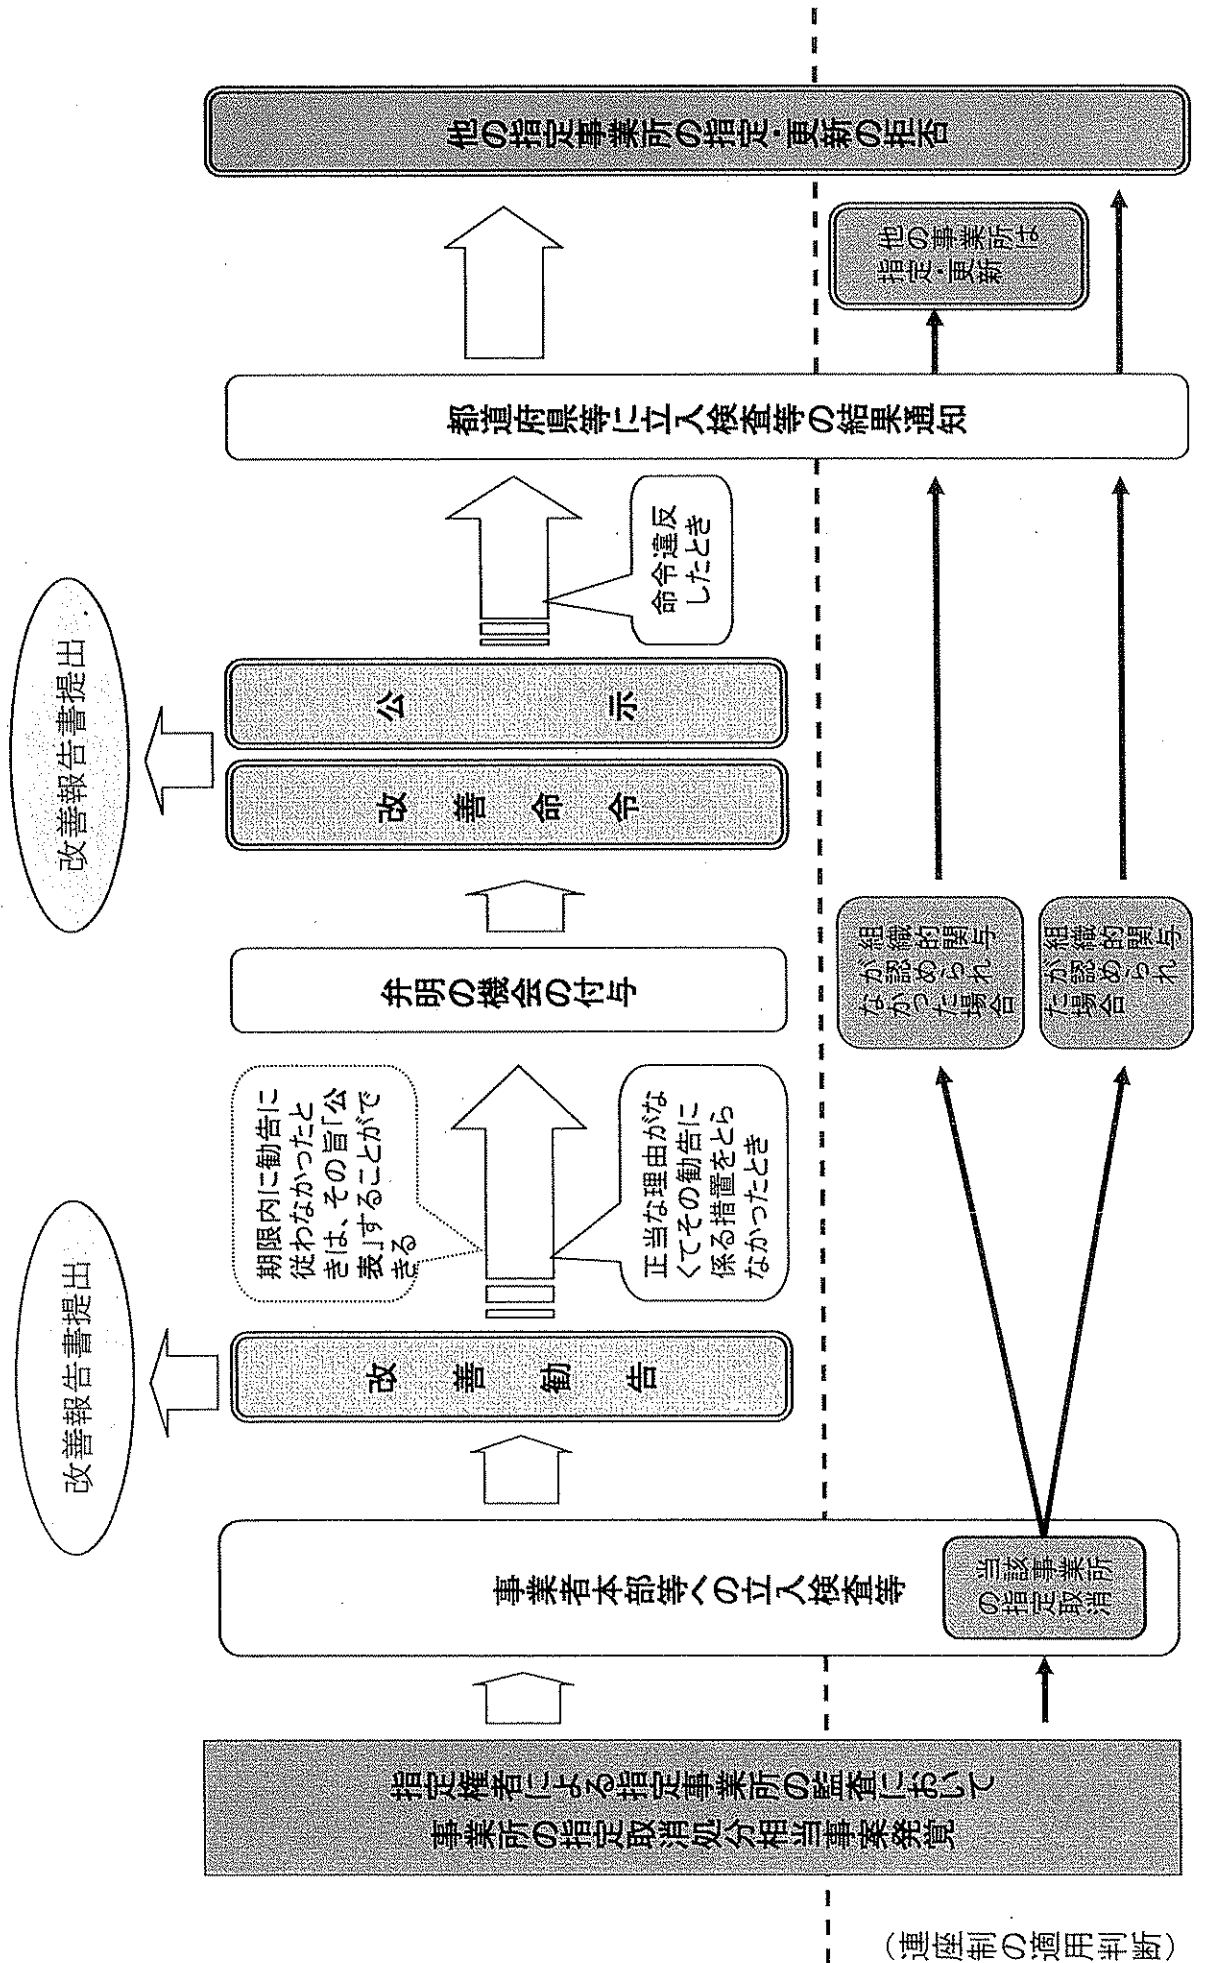 改善報告書提出
改善報告書提出
指定権者による指定事業所の監査において
事業所の指定取消処分相当事案発覚
事業者本部等への立入検査等
当該事業所
の指定取消
改善勧告
期限内に勧告に
従わなかったと
きは、その旨「公
表」することがで
きる
正当な理由がな
くてその勧告に
係る措置をとら
なかったとき
弁明の機会の付与
改善命令
公示
命令違反
したとき
都道府県等に立入検査等の結果通知
他の指定事業所の指定・更新の拒否
(連座制の適用判断)
組織的関与
が認められ
なかった場合
組織的関与
が認められ
た場合
他の事業所は
指定・更新